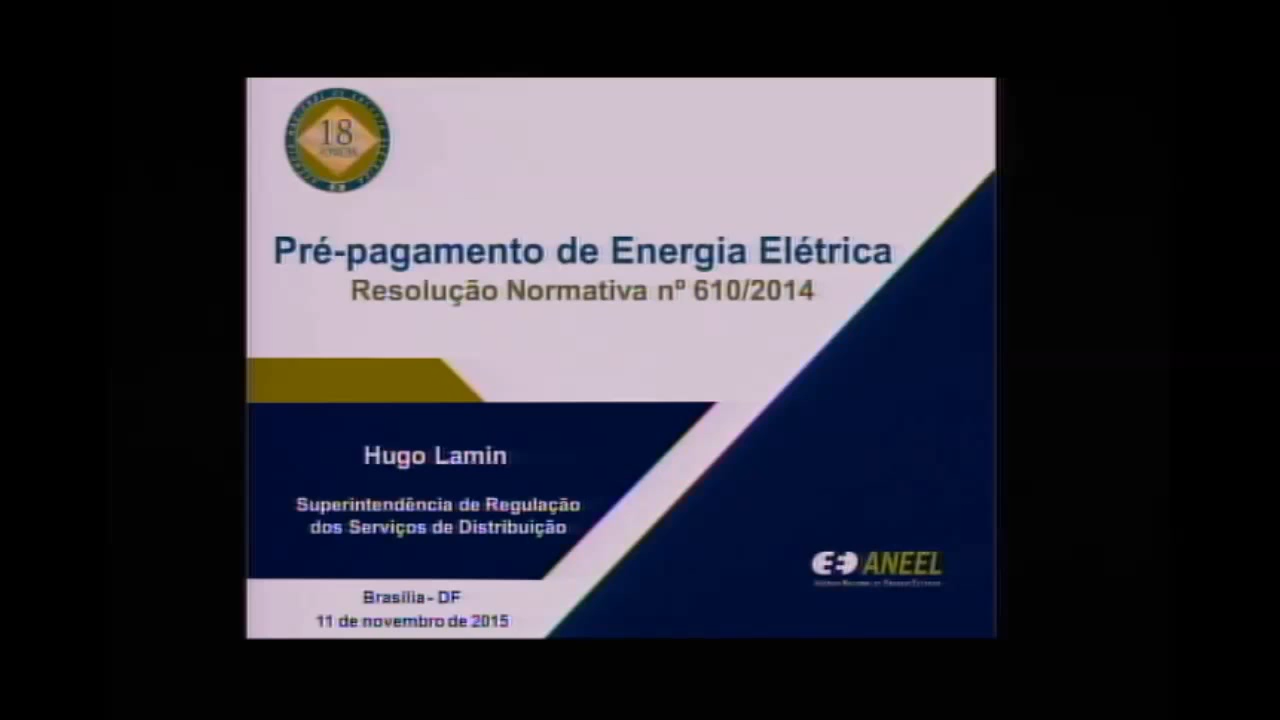 18
Pré-pagamento de Energia Elétrica
Resolução Normativa nº 610/2014
Hugo Lamin
Superintendência de Regulação
dos Serviços de Distribuição
ANEEL
Brasília - DF
11 de novembro de 2015